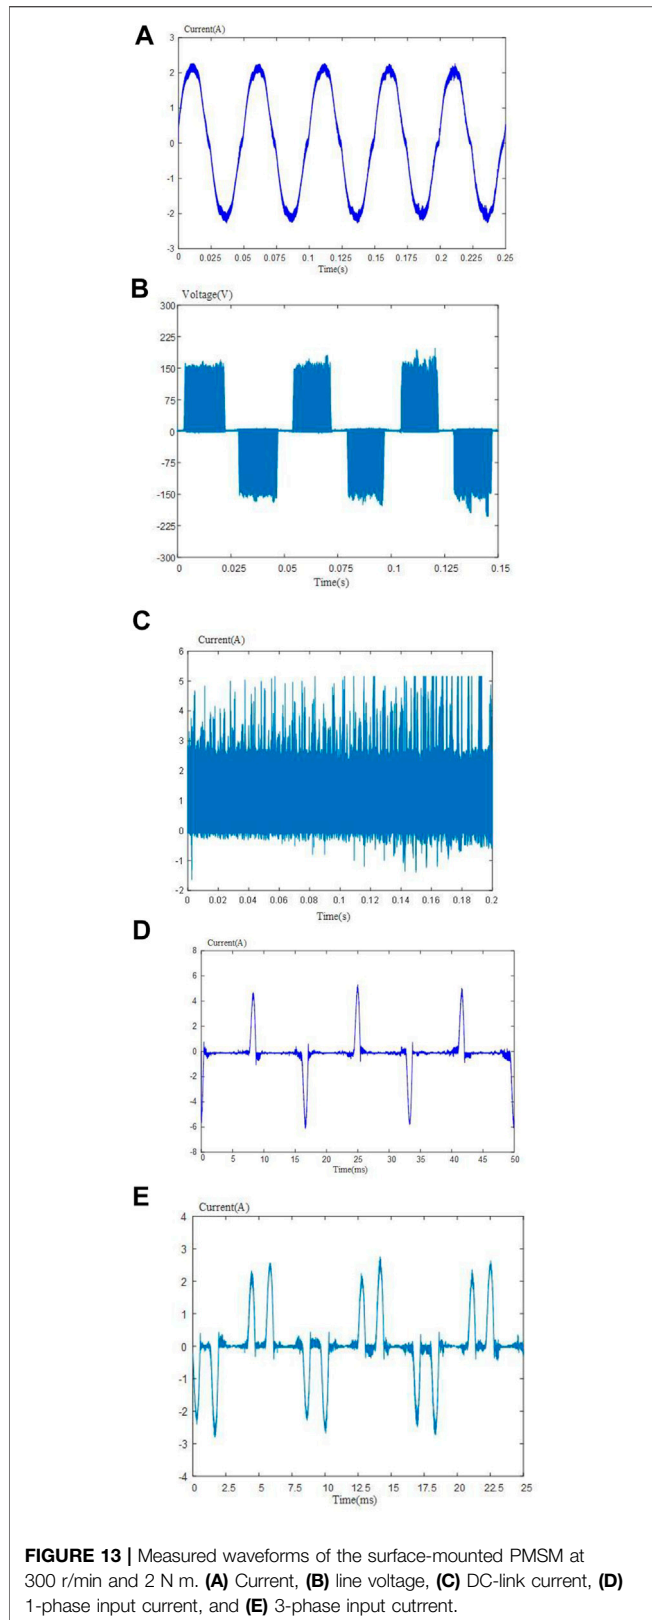 A
Current(A)
3
2
1
0
-1
-2
-3
0 0.025 0.05 0.075 0.1 0.125 0.15 0.175 0.2 0.225 0.25
Time(s)
B
Voltage(V)
300
225
150
75
0
-75
-150
-225
-300
0 0.025 0.05 0.075 0.1 0.125 0.15
Time(s)
C
Current(A)
6
5
4
3
2
1
0
-1
-2
0 0.02 0.04 0.06 0.08 0.1 0.12 0.14 0.16 0.18 0.2
Time(s)
D
Current(A)
8
6
4
2
0
-2
-4
-6
-8
0 5 10 15 20 25 30 35 40 45 50
Time(ms)
E
Current(A)
4
3
2
1
0
-1
-2
-3
-4
0 2.5 5 7.5 10 12.5 15 17.5 20 22.5 25
Time(ms)
FIGURE 13 | Measured waveforms of the surface-mounted PMSM at
300 r/min and 2 N m. (A) Current, (B) line voltage, (C) DC-link current, (D)
1-phase input current, and (E) 3-phase input cutrrent.